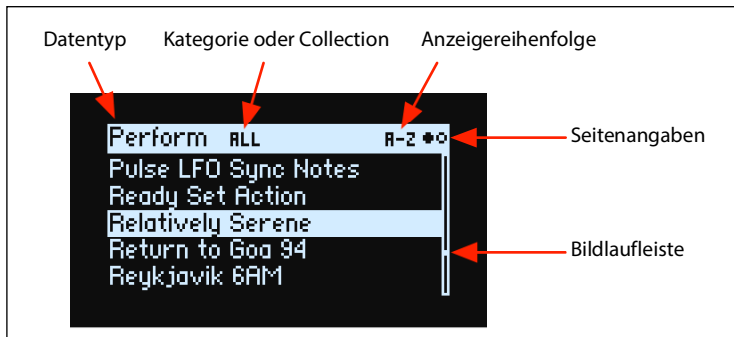 Datentyp Kategorie oder Collection Anzeigereihenfolge
Perform ALL A-Z
Seitenangaben
Pulse LFO Sync Notes
Ready Set Action
Relatively Serene
Return to Goa 94
Bildlaufleiste
Reykjavik 6AM